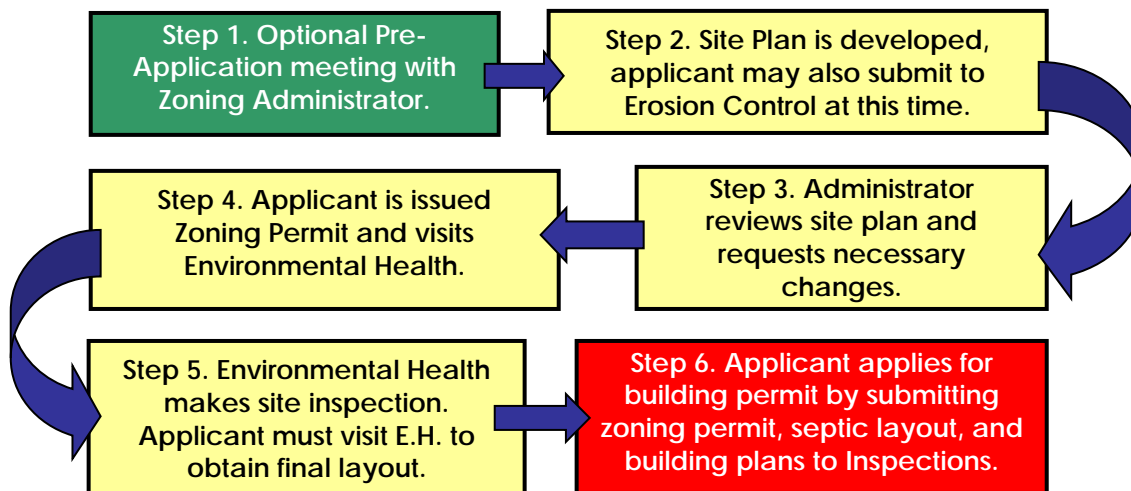 Step 1. Optional Pre-
Application meeting with
Zoning Administrator.
Step 2. Site Plan is developed,
applicant may also submit to
Erosion Control at this time.
Step 3. Administrator
reviews site plan and
requests necessary
changes.
Step 4. Applicant is issued
Zoning Permit and visits
Environmental Health.
Step 5. Environmental Health
makes site inspection.
Applicant must visit E.H. to
obtain final layout.
Step 6. Applicant applies for
building permit by submitting
zoning permit, septic layout, and
building plans to Inspections.